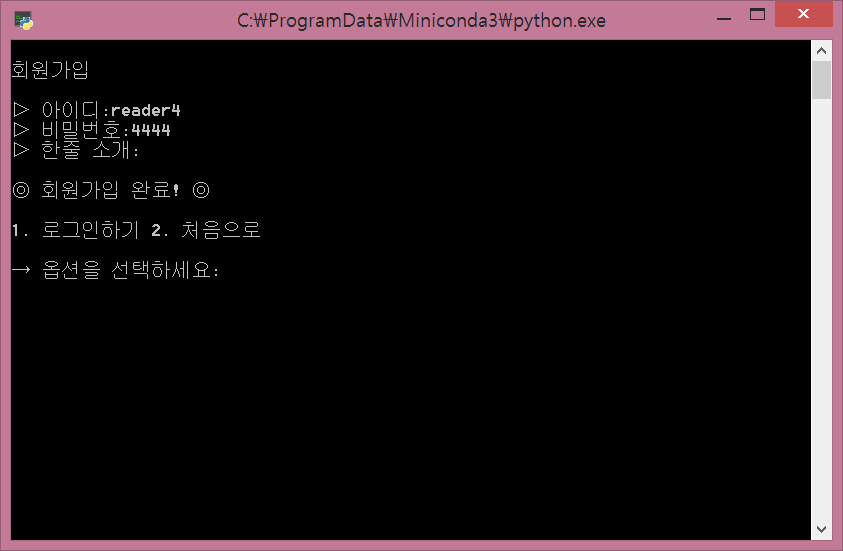 C:₩ProgramData₩Miniconda3₩python.exe
회원가입
▷ 아이디:reader4
▷ 비밀번호:4444
▷ 한줄 소개:
◎ 회원가입 완료! ◎
1. 로그인하기 2. 처음으로
→ 옵션을 선택하세요: